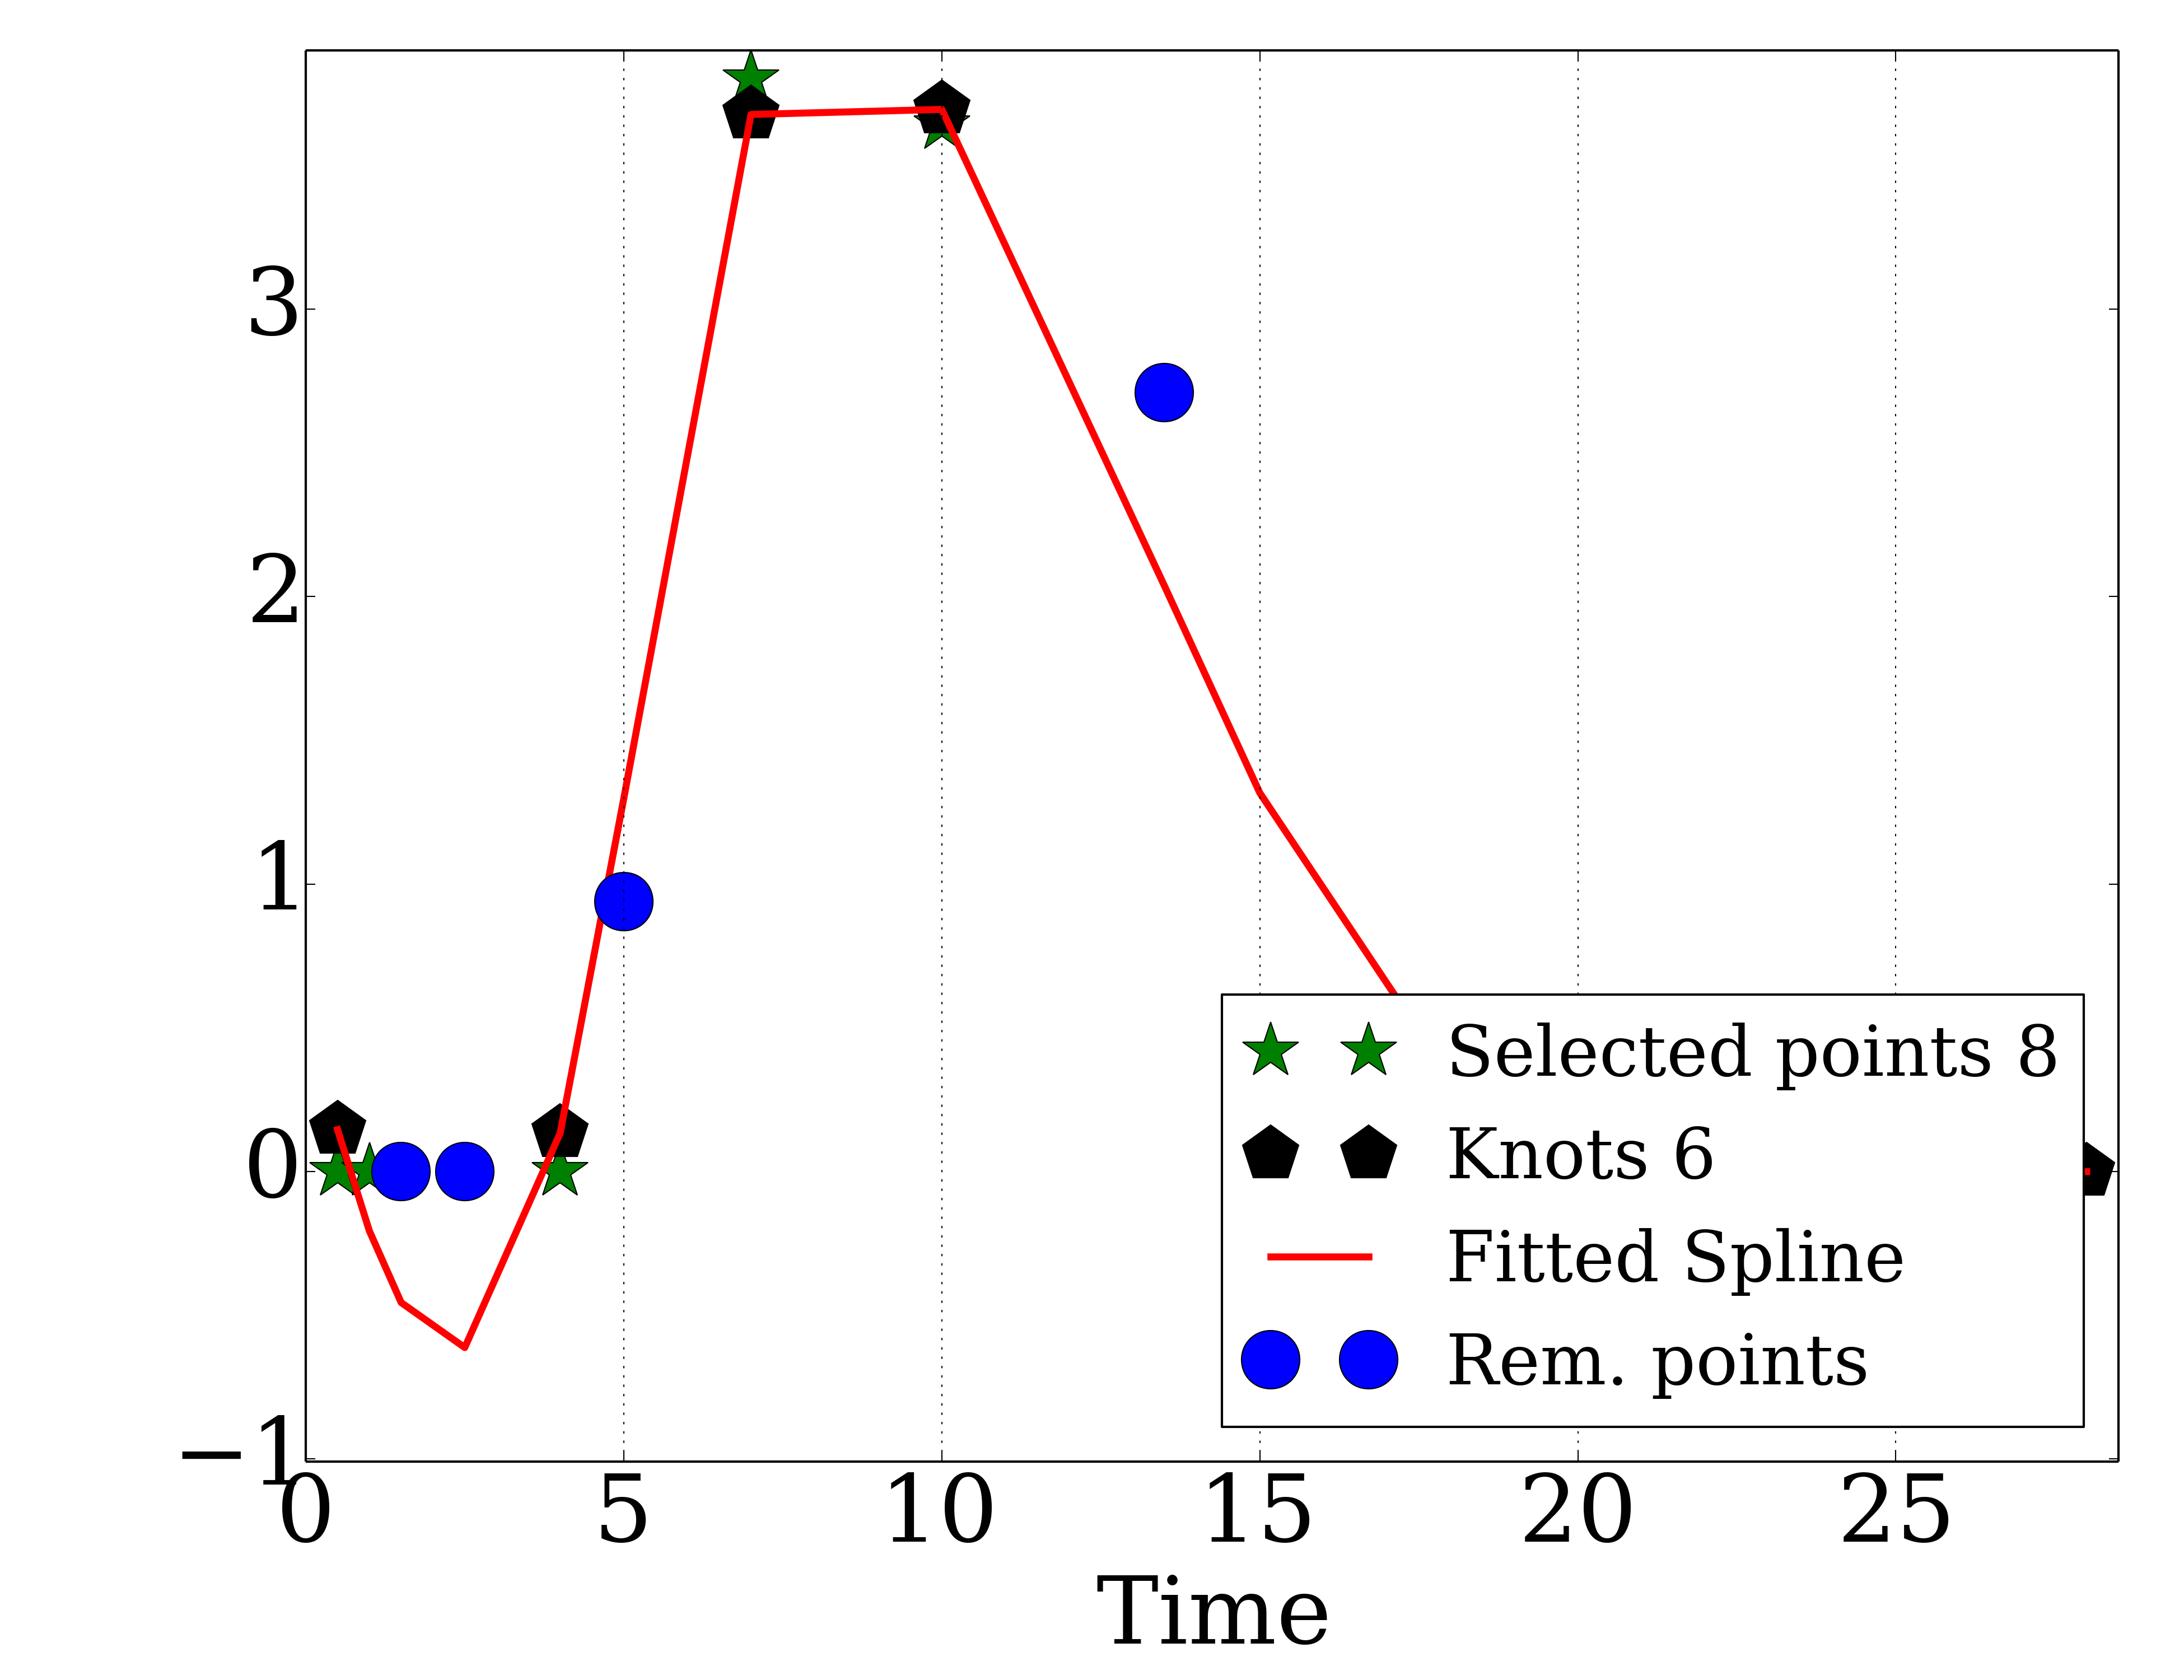 3
2
1
0
−1
0 5 10 15 20 25
Time
Selected points 8
Knots 6
Fitted Spline
Rem. points